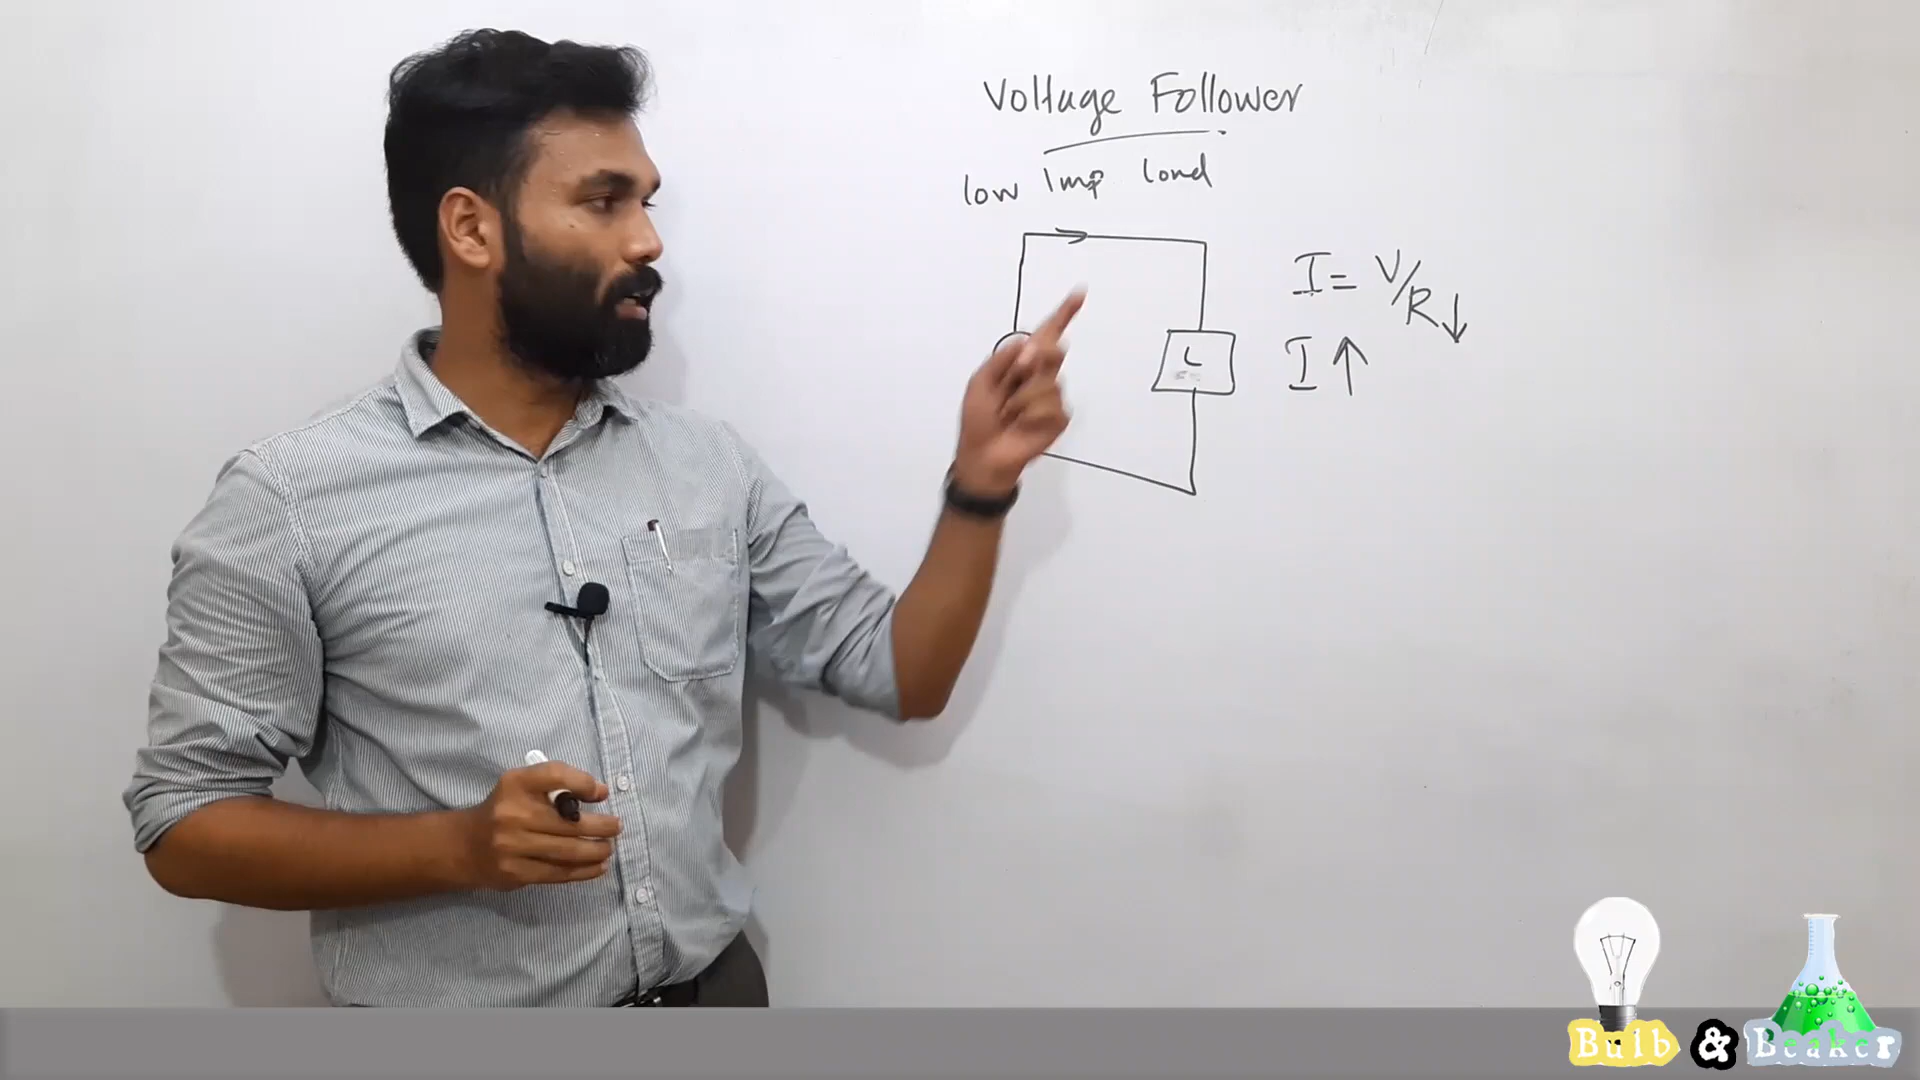 Voltage Follower
low Imp load
I = V/R ↓
I ↑
L
Bulb & Beaker